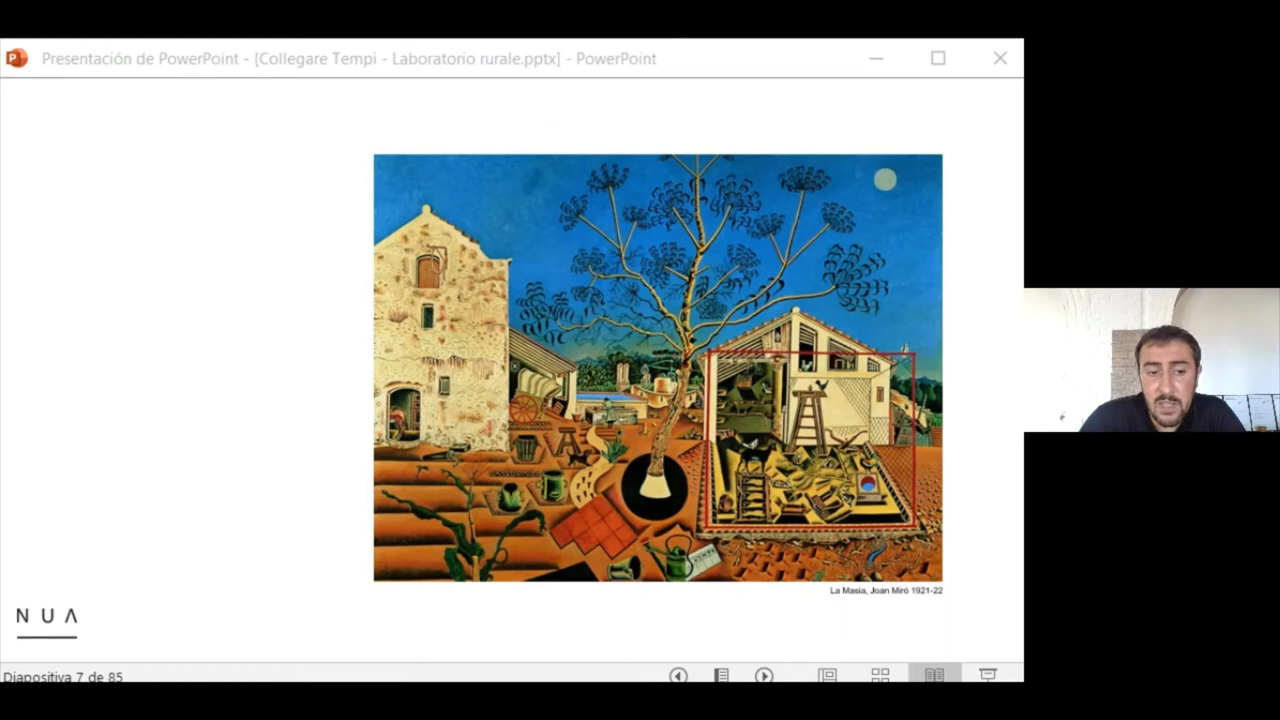 Presentación de PowerPoint - [Collegare Tempi - Laboratorio rurale.pptx] - PowerPoint
La Masia, Joan Miró 1921-22
N U Λ
Diapositiva 7 de 85